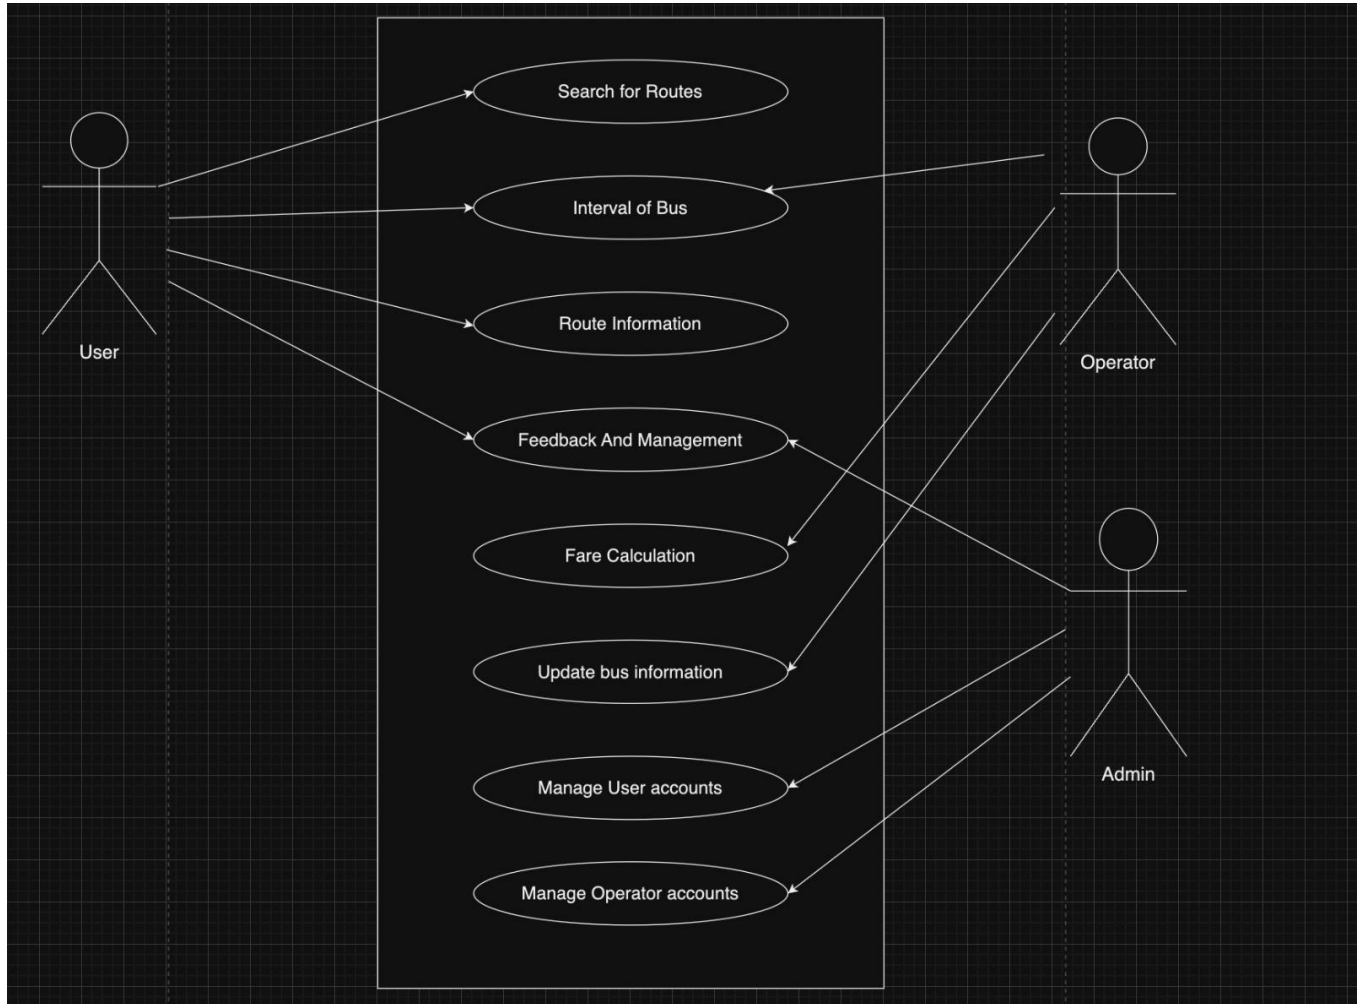 Search for Routes
Interval of Bus
Route Information
User
Operator
Feedback And Management
Fare Calculation
Update bus information
Manage User accounts
Admin
Manage Operator accounts